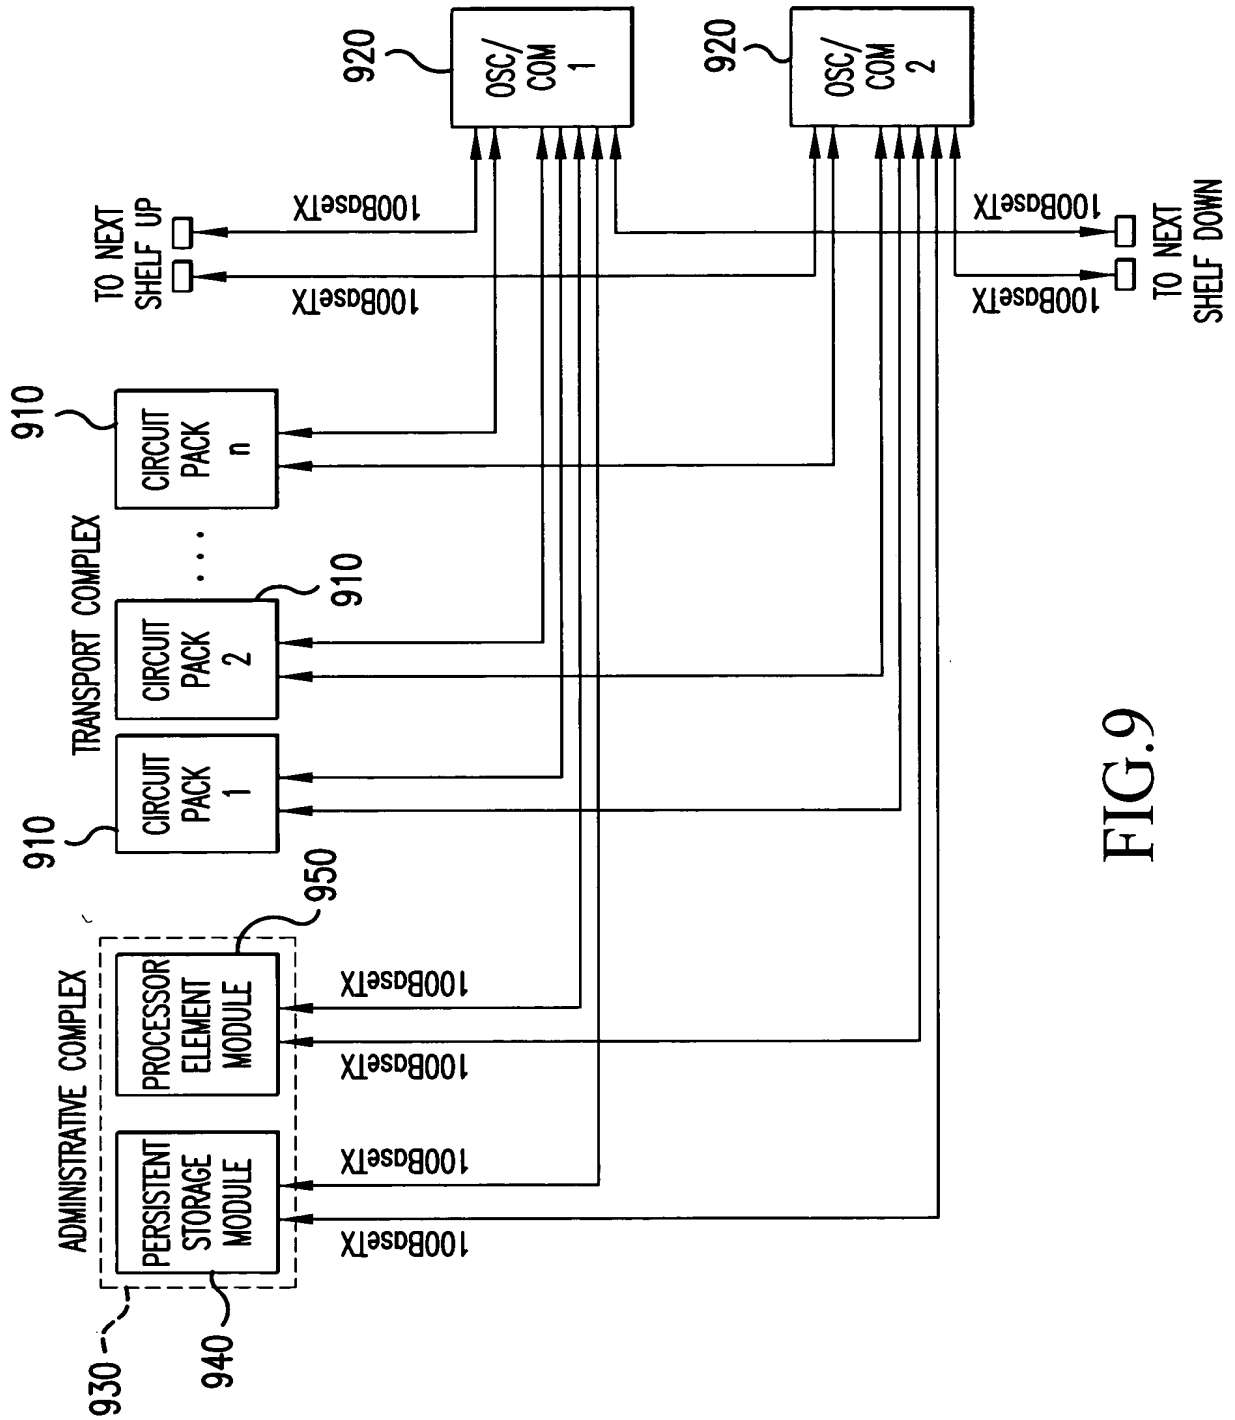 ADMINISTRATIVE COMPLEX
930
PERSISTENT
STORAGE
MODULE
940
PROCESSOR
ELEMENT
MODULE
950
100BaseTX
100BaseTX
100BaseTX
100BaseTX
TRANSPORT COMPLEX
910
CIRCUIT
PACK
1
CIRCUIT
PACK
2
910
. . .
910
CIRCUIT
PACK
n
TO NEXT
SHELF UP
100BaseTX
100BaseTX
920
OSC/
COM
1
920
OSC/
COM
2
100BaseTX
100BaseTX
TO NEXT
SHELF DOWN
FIG.9